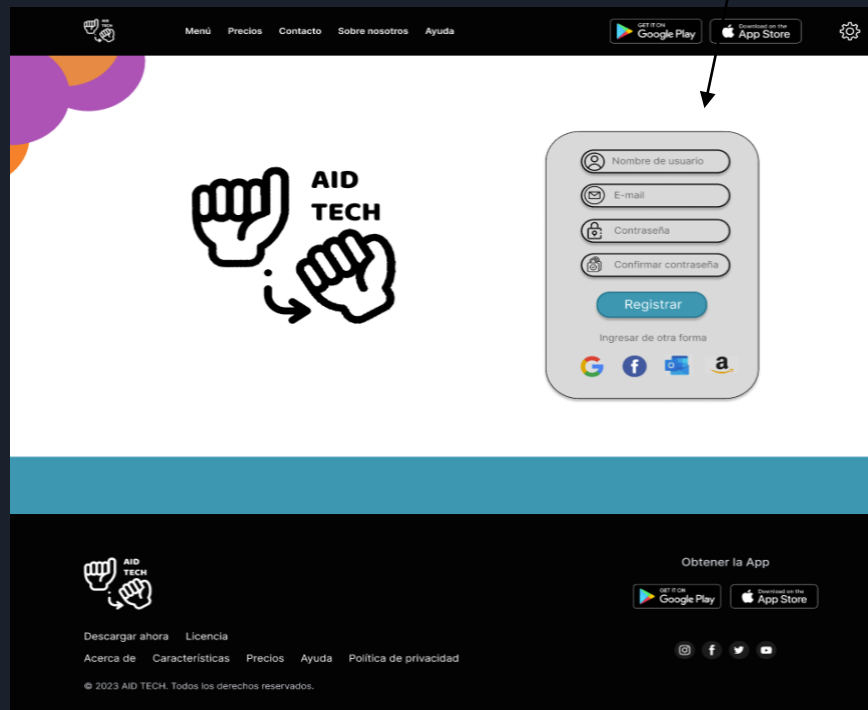 AID
TECH
Menú Precios Contacto Sobre nosotros Ayuda
GET IT ON
Google Play
Download on the
App Store
AID
TECH
Nombre de usuario
E-mail
Contraseña
Confirmar contraseña
Registrar
Ingresar de otra forma
AID
TECH
Obtener la App
GET IT ON
Google Play
Download on the
App Store
Descargar ahora Licencia
Acerca de Características Precios Ayuda Política de privacidad
© 2023 AID TECH. Todos los derechos reservados.